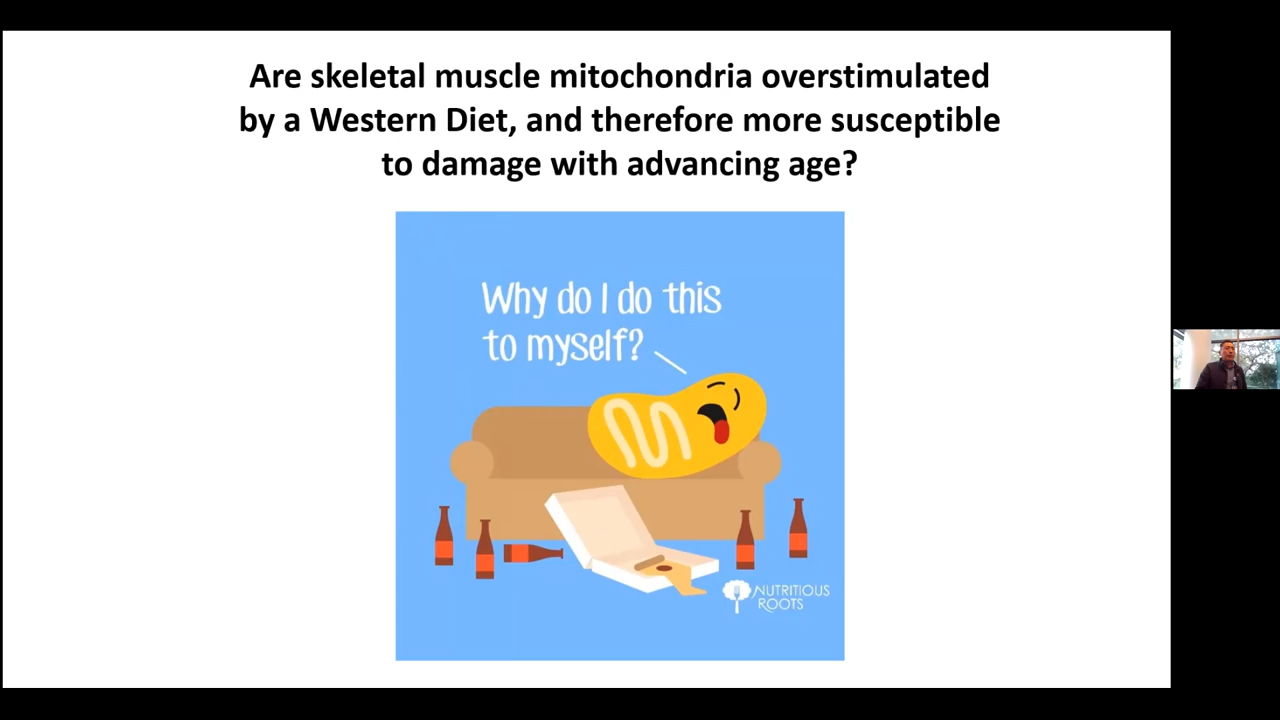 Are skeletal muscle mitochondria overstimulated
by a Western Diet, and therefore more susceptible
to damage with advancing age?
Why do I do this
to myself?
NUTRITIOUS
ROOTS